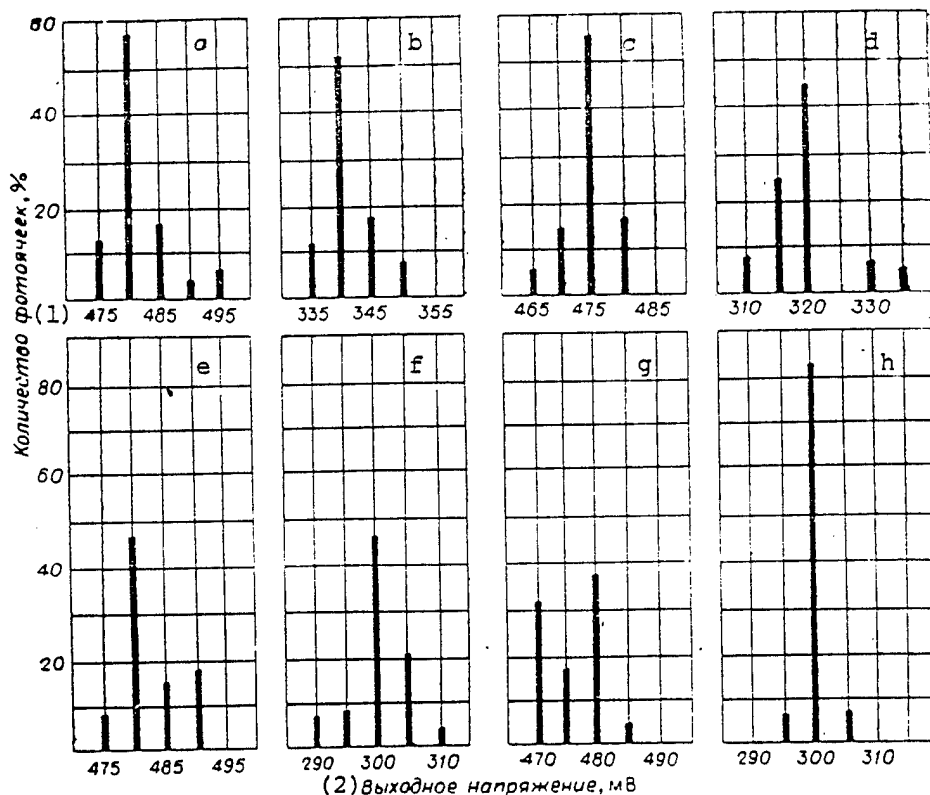 60
a
b
c
d
40
20
(1) 475 485 495
335 345 355
465 475 485
310 320 330
Количество фотоячеек, %
e
f
g
h
80
60
40
20
475 485 495
290 300 310
470 480 490
290 300 310
(2) Выходное напряжение, мВ